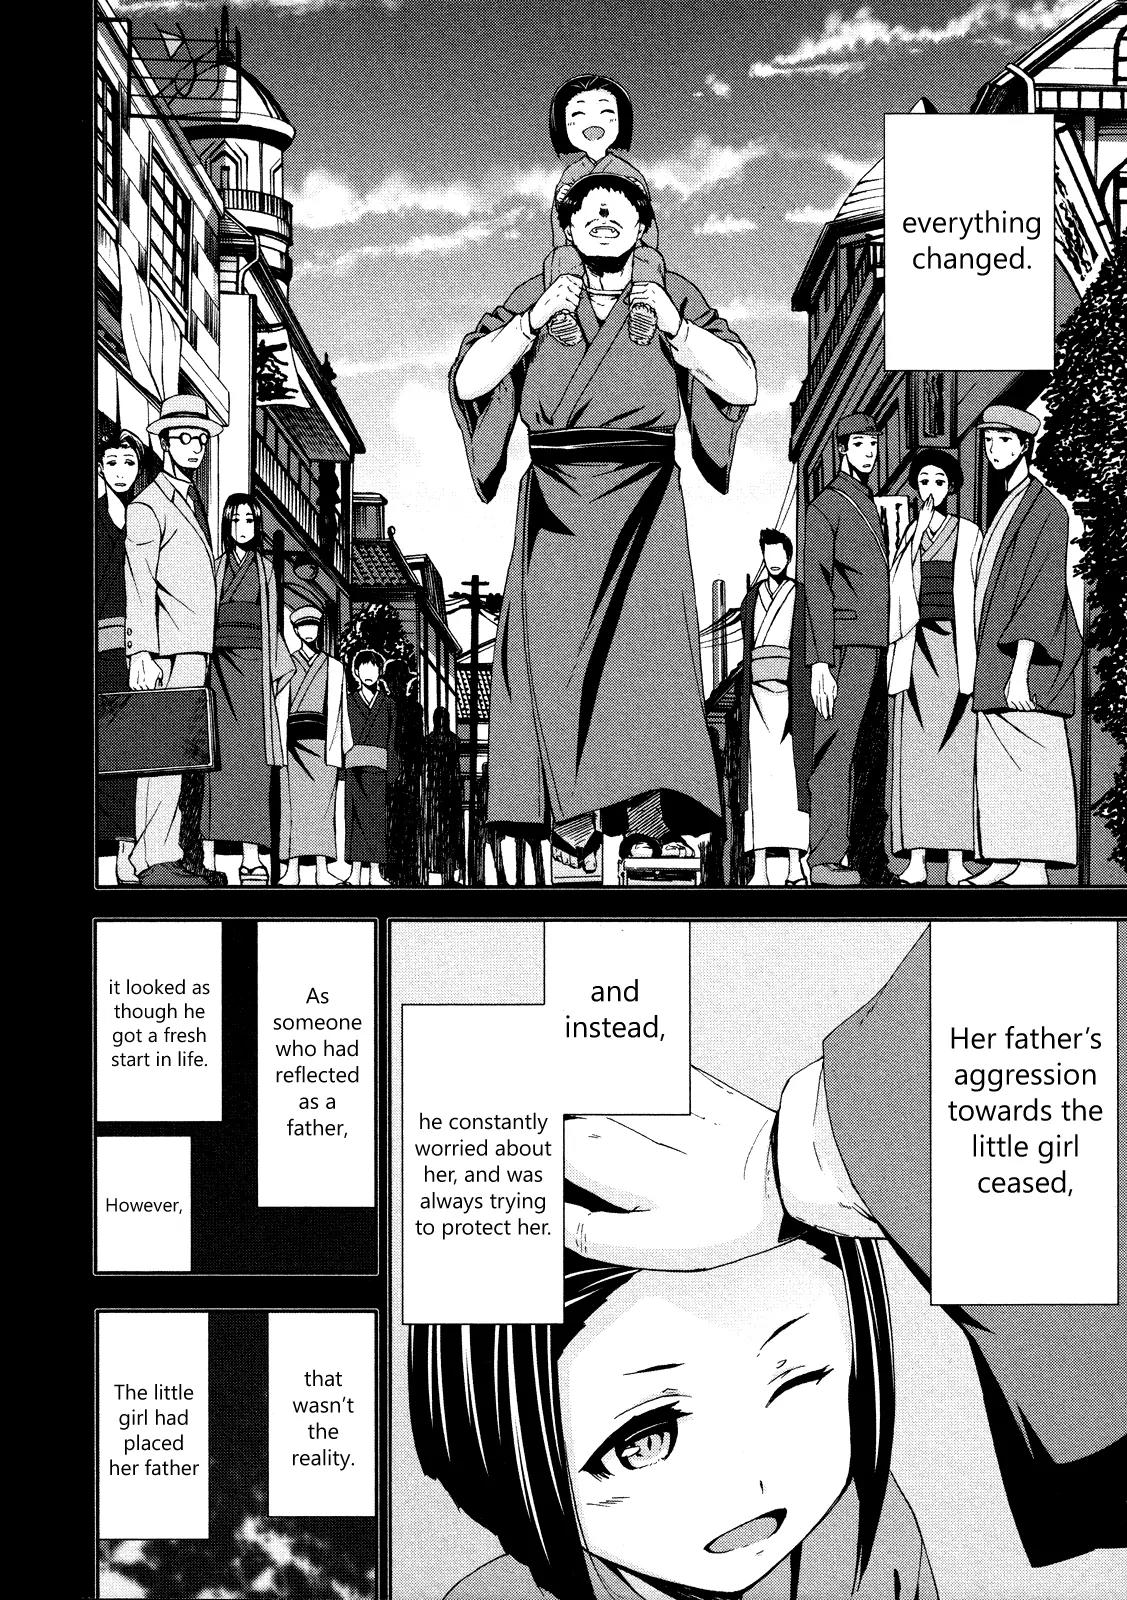 everything
changed.
Her father's
aggression
towards the
little girl
ceased,
and
instead,
he constantly
worried about
her, and was
always trying
to protect her.
As
someone
who had
reflected
as a
father,
it looked as
though he
got a fresh
start in life.
However,
that
wasn't
the
reality.
The little
girl had
placed
her father